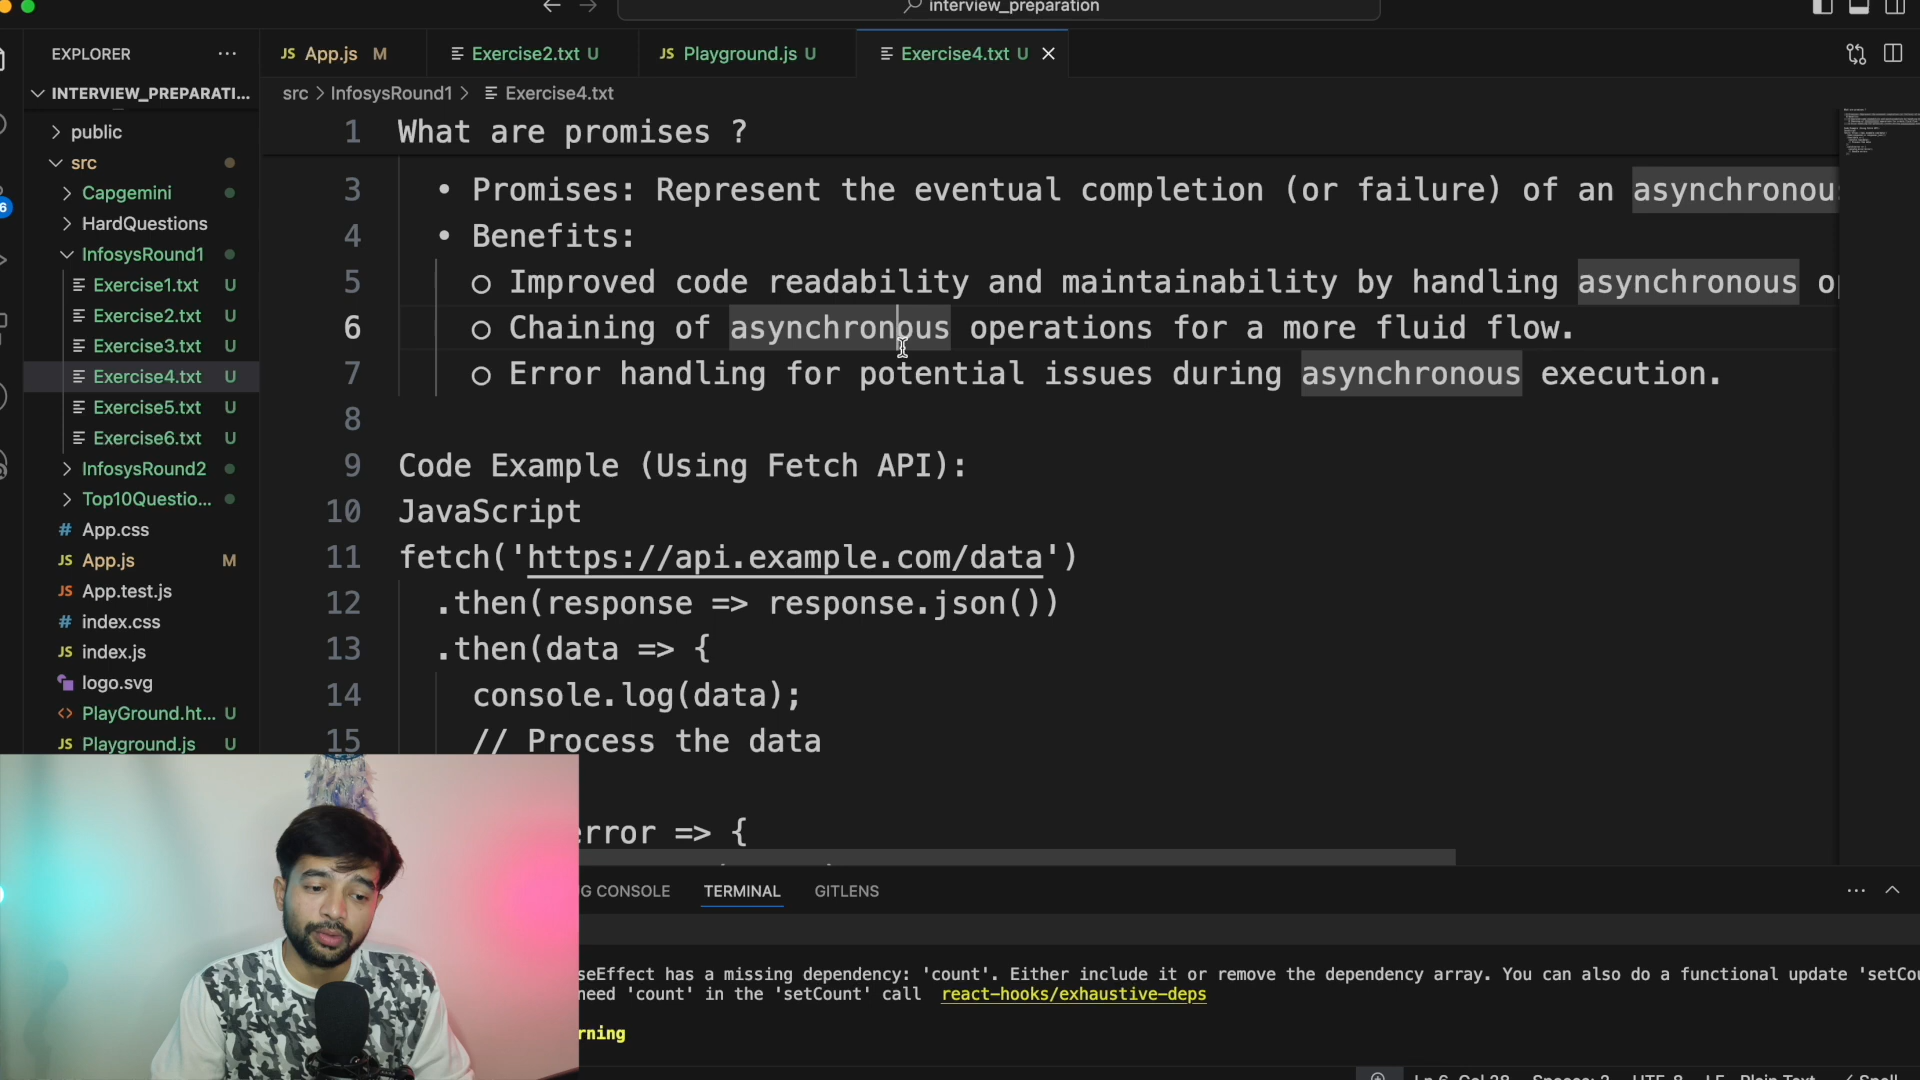 interview_preparation
EXPLORER
JS App.js M
Exercise2.txt U
JS Playground.js U
Exercise4.txt U
INTERVIEW_PREPARATI...
src > InfosysRound1 > Exercise4.txt
public
src
Capgemini
HardQuestions
InfosysRound1
Exercise1.txt U
Exercise2.txt U
Exercise3.txt U
Exercise4.txt U
Exercise5.txt U
Exercise6.txt U
InfosysRound2
Top10Questio...
# App.css
JS App.js M
JS App.test.js
# index.css
JS index.js
logo.svg
<> PlayGround.ht... U
JS Playground.js U
6
1 What are promises ?
3 • Promises: Represent the eventual completion (or failure) of an asynchronou
4 • Benefits:
5 ○ Improved code readability and maintainability by handling asynchronous o
6 ○ Chaining of asynchronous operations for a more fluid flow.
7 ○ Error handling for potential issues during asynchronous execution.
8
9 Code Example (Using Fetch API):
10 JavaScript
11 fetch('https://api.example.com/data')
12 .then(response => response.json())
13 .then(data => {
14 console.log(data);
15 // Process the data
error => {
G CONSOLE TERMINAL GITLENS
seEffect has a missing dependency: 'count'. Either include it or remove the dependency array. You can also do a functional update 'setCou
need 'count' in the 'setCount' call react-hooks/exhaustive-deps
rning